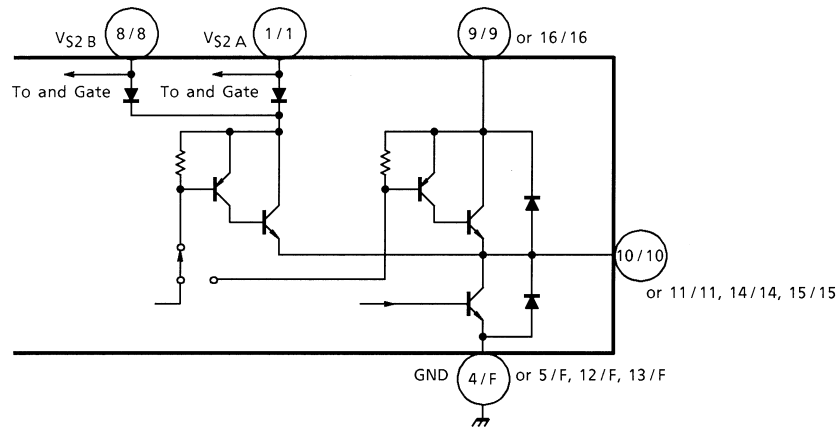 VS2 B 8/8 VS2 A 1/1 9/9 or 16/16
To and Gate To and Gate
10/10
or 11/11, 14/14, 15/15
GND 4/F or 5/F, 12/F, 13/F